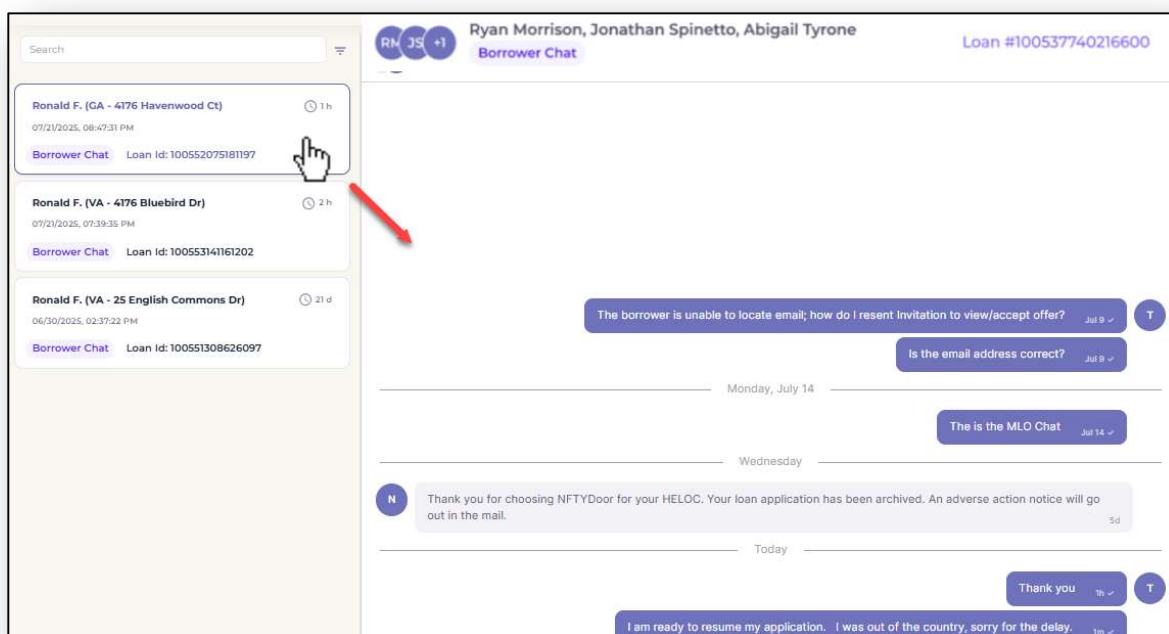 Search
Ronald F. (GA - 4176 Havenwood Ct)
1 h
07/21/2025, 08:47:31 PM
Borrower Chat Loan Id: 100552075181197
Ronald F. (VA - 4176 Bluebird Dr)
2 h
07/21/2025, 07:39:35 PM
Borrower Chat Loan Id: 100553141161202
Ronald F. (VA - 25 English Commons Dr)
21 d
06/30/2025, 02:37:22 PM
Borrower Chat Loan Id: 100551308626097
RM JS +1
Ryan Morrison, Jonathan Spinetto, Abigail Tyrone
Borrower Chat
Loan #100537740216600
The borrower is unable to locate email; how do I resent Invitation to view/accept offer? Jul 9
T
Is the email address correct? Jul 9
Monday, July 14
The is the MLO Chat Jul 14
Wednesday
N
Thank you for choosing NFTYDoor for your HELOC. Your loan application has been archived. An adverse action notice will go
out in the mail.
5d
Today
Thank you 1h
T
I am ready to resume my application. I was out of the country, sorry for the delay. 1m